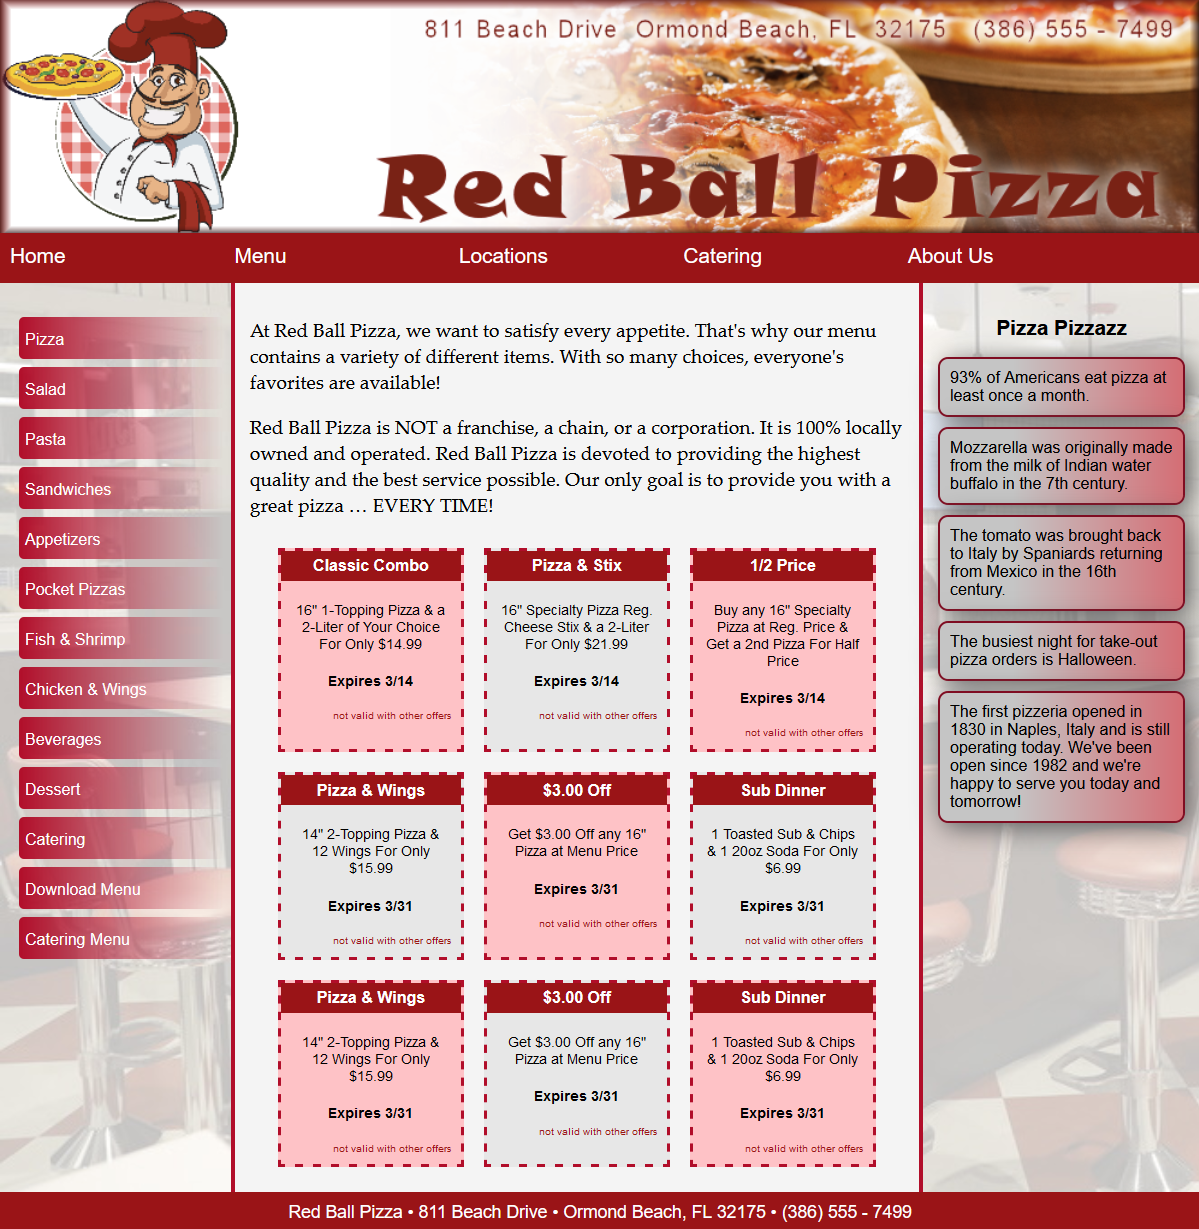 811 Beach Drive Ormond Beach, FL 32175 (386) 555 - 7499
Red Ball Pizza
Home Menu Locations Catering About Us
Pizza
Salad
Pasta
Sandwiches
Appetizers
Pocket Pizzas
Fish & Shrimp
Chicken & Wings
Beverages
Dessert
Catering
Download Menu
Catering Menu
At Red Ball Pizza, we want to satisfy every appetite. That's why our menu
contains a variety of different items. With so many choices, everyone's
favorites are available!
Red Ball Pizza is NOT a franchise, a chain, or a corporation. It is 100% locally
owned and operated. Red Ball Pizza is devoted to providing the highest
quality and the best service possible. Our only goal is to provide you with a
great pizza … EVERY TIME!
Classic Combo
16" 1-Topping Pizza & a
2-Liter of Your Choice
For Only $14.99
Expires 3/14
not valid with other offers
Pizza & Stix
16" Specialty Pizza Reg.
Cheese Stix & a 2-Liter
For Only $21.99
Expires 3/14
not valid with other offers
1/2 Price
Buy any 16" Specialty
Pizza at Reg. Price &
Get a 2nd Pizza For Half
Price
Expires 3/14
not valid with other offers
Pizza & Wings
14" 2-Topping Pizza &
12 Wings For Only
$15.99
Expires 3/31
not valid with other offers
$3.00 Off
Get $3.00 Off any 16"
Pizza at Menu Price
Expires 3/31
not valid with other offers
Sub Dinner
1 Toasted Sub & Chips
& 1 20oz Soda For Only
$6.99
Expires 3/31
not valid with other offers
Pizza & Wings
14" 2-Topping Pizza &
12 Wings For Only
$15.99
Expires 3/31
not valid with other offers
$3.00 Off
Get $3.00 Off any 16"
Pizza at Menu Price
Expires 3/31
not valid with other offers
Sub Dinner
1 Toasted Sub & Chips
& 1 20oz Soda For Only
$6.99
Expires 3/31
not valid with other offers
Pizza Pizzazz
93% of Americans eat pizza at
least once a month.
Mozzarella was originally made
from the milk of Indian water
buffalo in the 7th century.
The tomato was brought back
to Italy by Spaniards returning
from Mexico in the 16th
century.
The busiest night for take-out
pizza orders is Halloween.
The first pizzeria opened in
1830 in Naples, Italy and is still
operating today. We've been
open since 1982 and we're
happy to serve you today and
tomorrow!
Red Ball Pizza • 811 Beach Drive • Ormond Beach, FL 32175 • (386) 555 - 7499